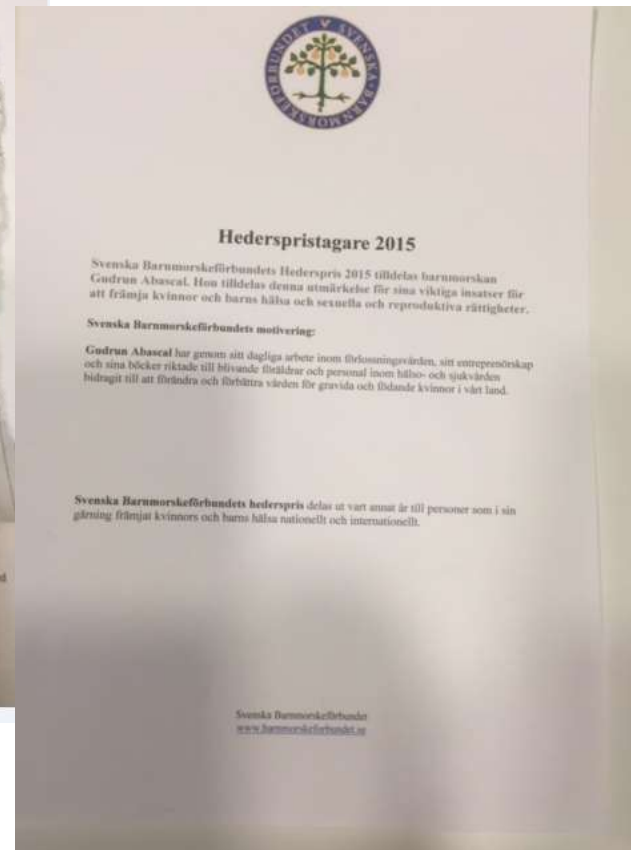 SVENSKA BARNMORSKEFÖRBUNDET
Hederspristagare 2015
Svenska Barnmorskeförbundets Hederspris 2015 tilldelas barnmorskan
Gudrun Abascal. Hon tilldelas denna utmärkelse för sina viktiga insatser för
att främja kvinnor och barns hälsa och sexuella och reproduktiva rättigheter.
Svenska Barnmorskeförbundets motivering:
Gudrun Abascal har genom sitt dagliga arbete inom förlossningsvården, sitt entreprenörskap
och sina böcker riktade till blivande föräldrar och personal inom hälso- och sjukvården
bidragit till att förändra och förbättra vården för gravida och födande kvinnor i vårt land.
Svenska Barnmorskeförbundets hederspris delas ut vart annat år till personer som i sin
gärning främjat kvinnors och barns hälsa nationellt och internationellt.
Svenska Barnmorskeförbundet
www.barnmorskeforbundet.se